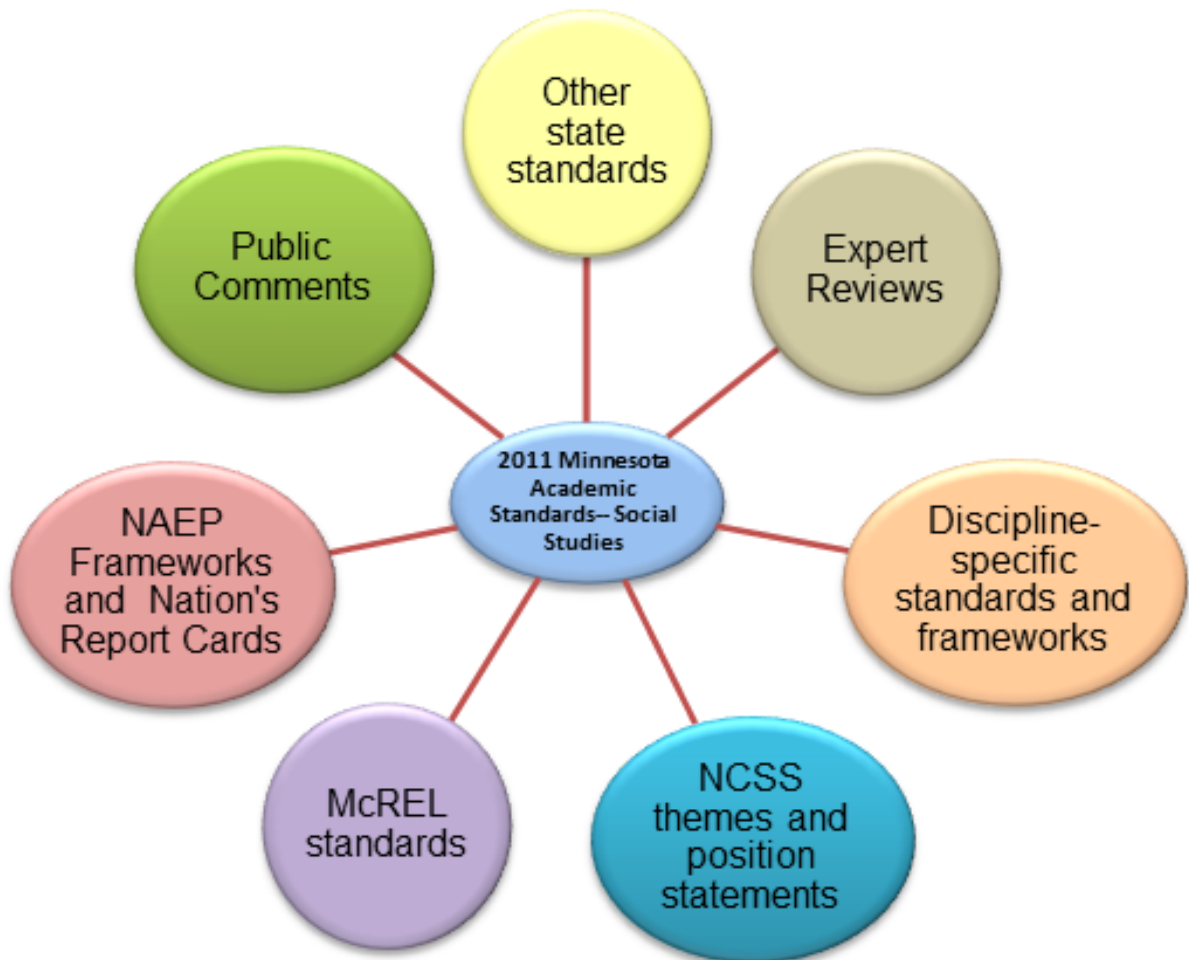 Other
state
standards
Expert
Reviews
Discipline-
specific
standards and
frameworks
NCSS
themes and
position
statements
McREL
standards
NAEP
Frameworks
and Nation's
Report Cards
Public
Comments
2011 Minnesota
Academic
Standards--Social
Studies